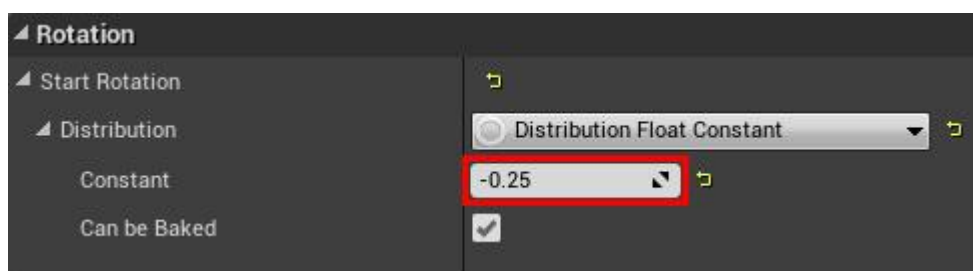 Rotation
Start Rotation
Distribution Distribution Float Constant
Constant -0.25
Can be Baked